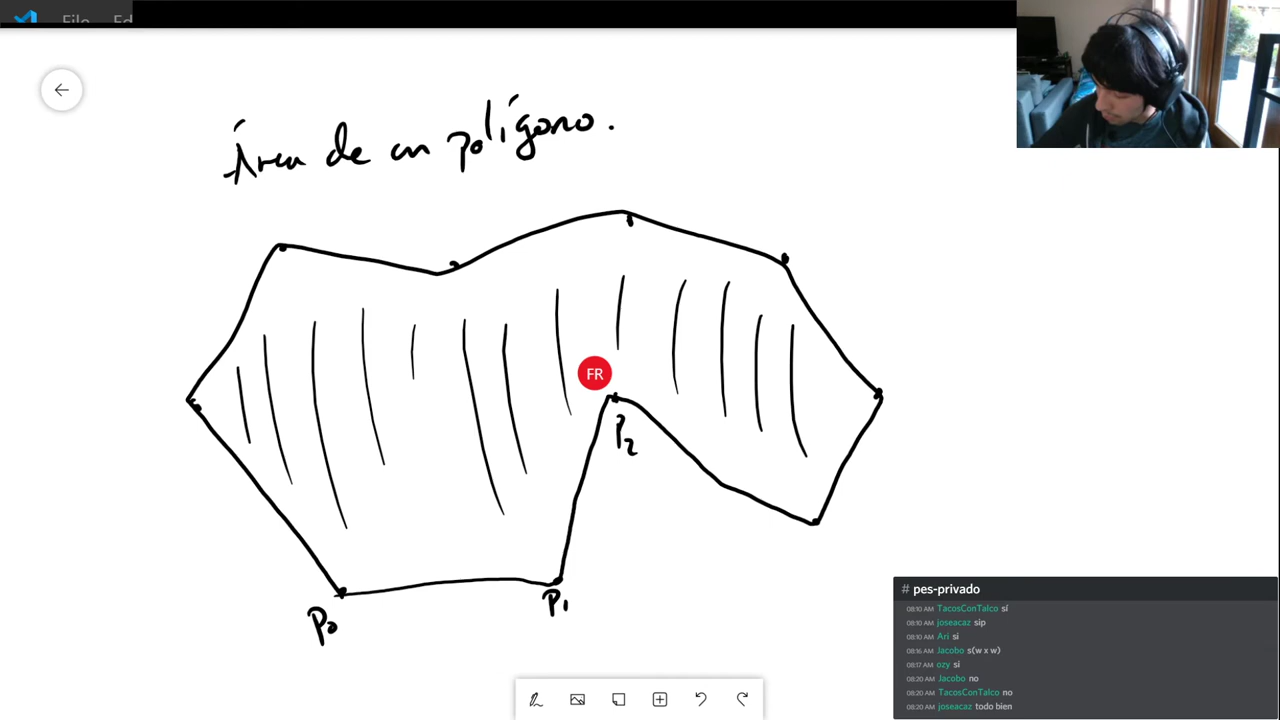 File Ed
Área de un polígono.
FR
P2
P1
P0
# pes-privado
08:10 AM TacosConTalco sí
08:10 AM joseacaz sip
08:10 AM Ari si
08:16 AM Jacobo s(w x w)
08:17 AM ozy si
08:20 AM Jacobo no
08:20 AM TacosConTalco no
08:20 AM joseacaz todo bien